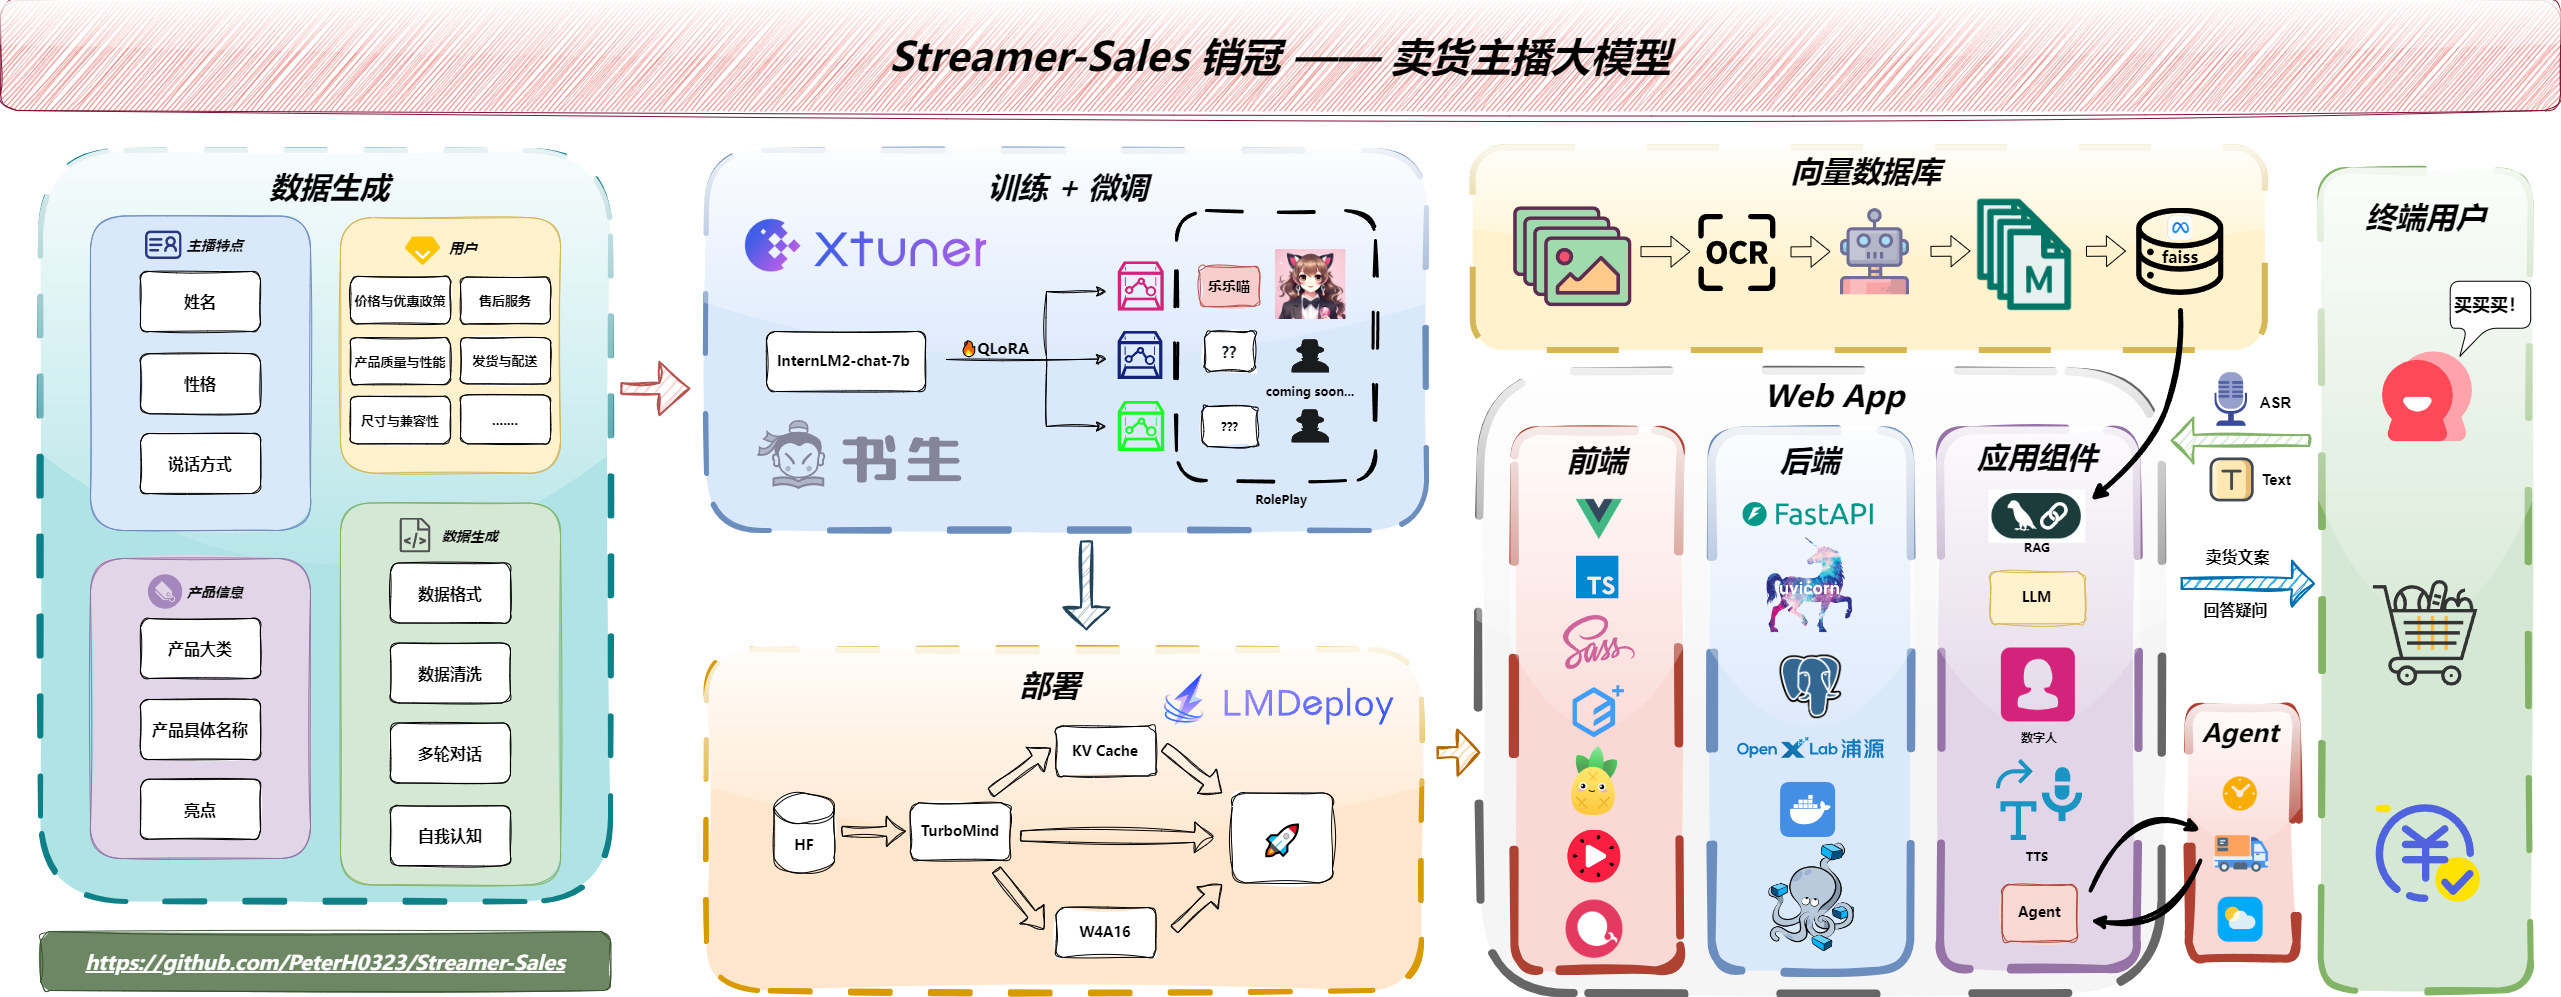 Streamer-Sales 销冠 —— 卖货主播大模型
数据生成
主播特点
姓名
性格
说话方式
用户
价格与优惠政策
售后服务
产品质量与性能
发货与配送
尺寸与兼容性
.......
产品信息
产品大类
产品具体名称
亮点
数据生成
数据格式
数据清洗
多轮对话
自我认知
https://github.com/PeterH0323/Streamer-Sales
训练 + 微调
Xtuner
InternLM2-chat-7b
QLoRA
书生
乐乐喵
??
coming soon...
???
RolePlay
部署
LMDeploy
HF
TurboMind
KV Cache
W4A16
向量数据库
OCR
M
faiss
Web App
前端
TS
Sass
后端
FastAPI
uvicorn
OpenXLab 浦源
应用组件
RAG
LLM
数字人
T
TTS
Agent
ASR
T
Text
卖货文案
回答疑问
Agent
终端用户
买买买!